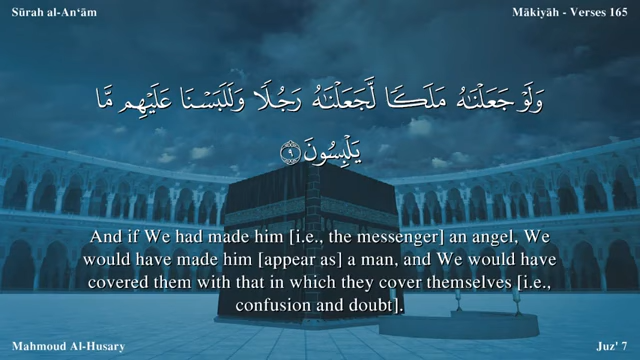 Sūrah al-An‘ām
Mākiyāh - Verses 165
وَلَوْ جَعَلْنَـٰهُ مَلَكًا لَّجَعَلْنَـٰهُ رَجُلًا وَلَلَبَسْنَا عَلَيْهِم مَّا
يَلْبِسُونَ ٩
And if We had made him [i.e., the messenger] an angel, We
would have made him [appear as] a man, and We would have
covered them with that in which they cover themselves [i.e.,
confusion and doubt].
Mahmoud Al-Husary
Juz' 7